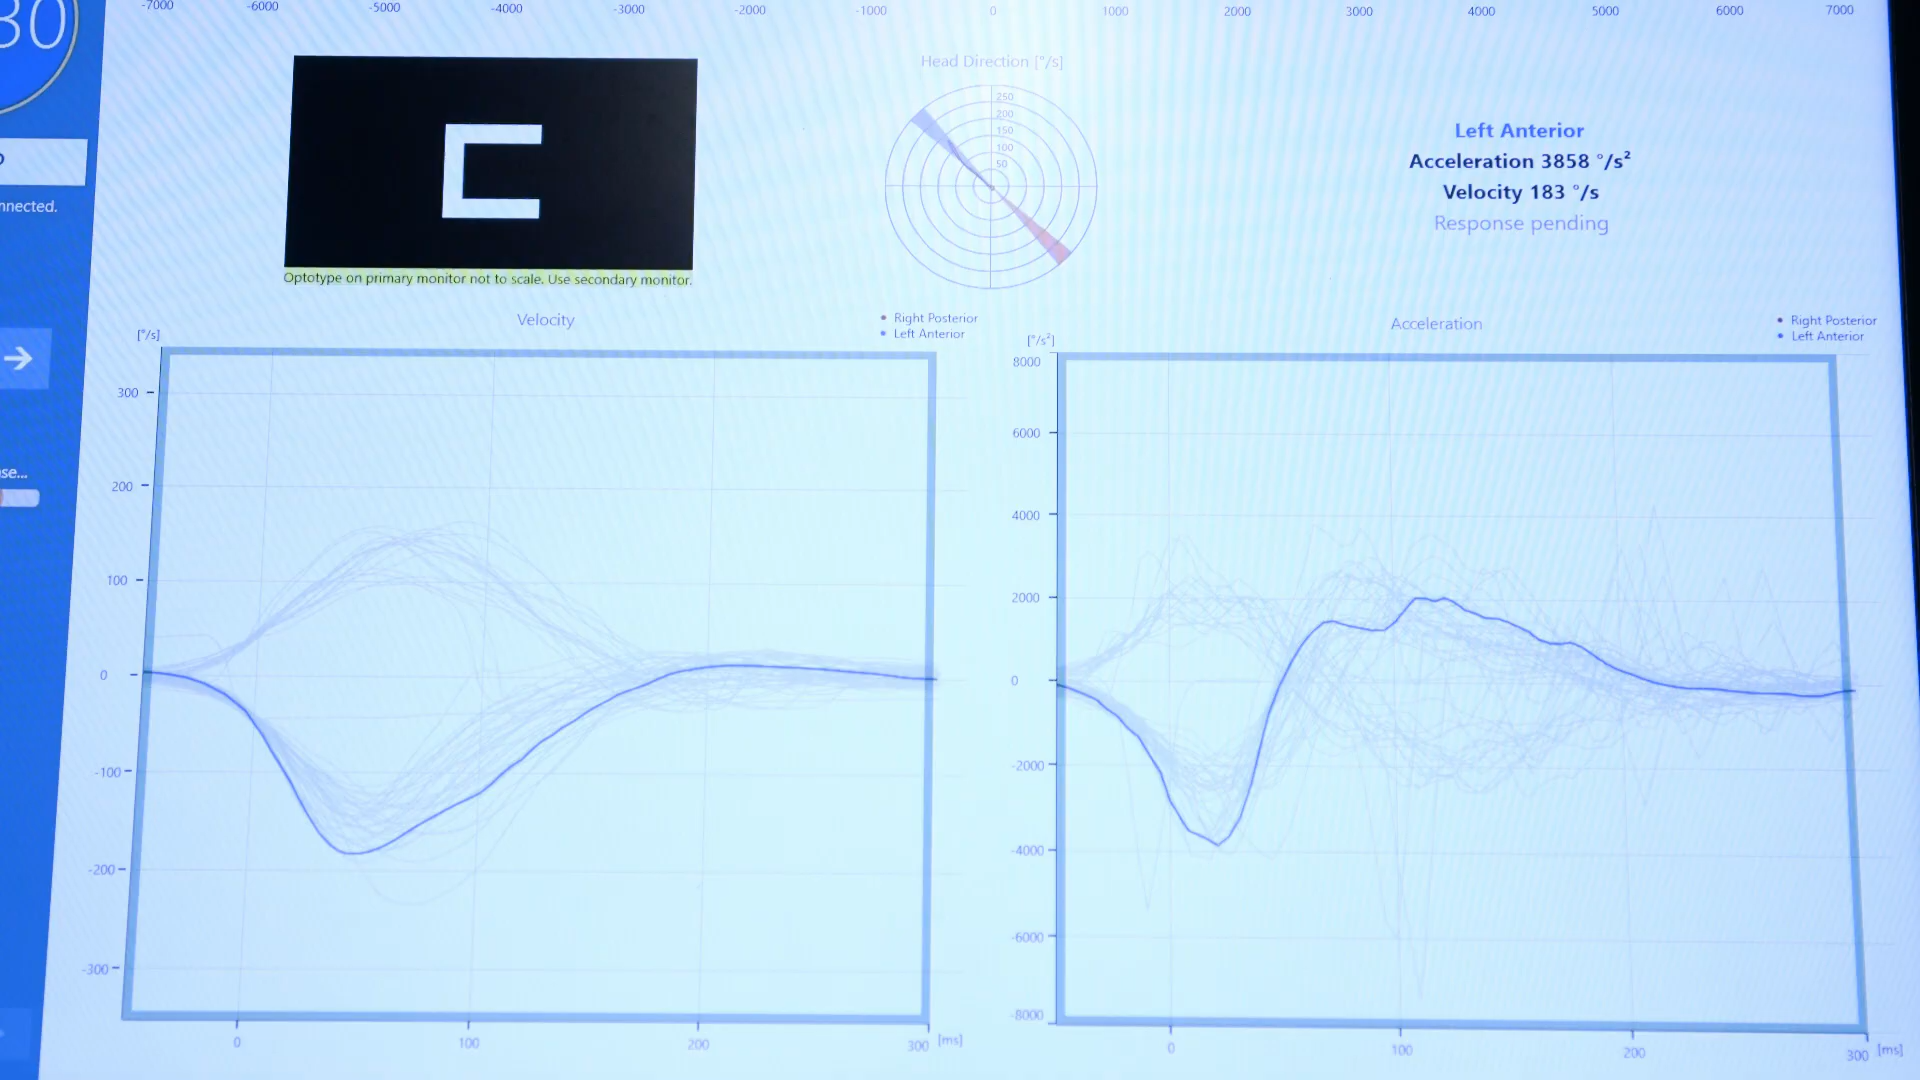 -7000 -6000 -5000 -4000 -3000 -2000 -1000 0 1000 2000 3000 4000 5000 6000 7000
30
Head Direction [°/s]
250
200
150
100
50
Left Anterior
Acceleration 3858 °/s²
Velocity 183 °/s
Response pending
nnected.
Optotype on primary monitor not to scale. Use secondary monitor.
Velocity
Right Posterior
Left Anterior
[°/s]
300
200
100
0
-100
-200
-300
0 100 200 300 [ms]
Acceleration
Right Posterior
Left Anterior
[°/s²]
8000
6000
4000
2000
0
-2000
-4000
-6000
-8000
0 100 200 300 [ms]
se...